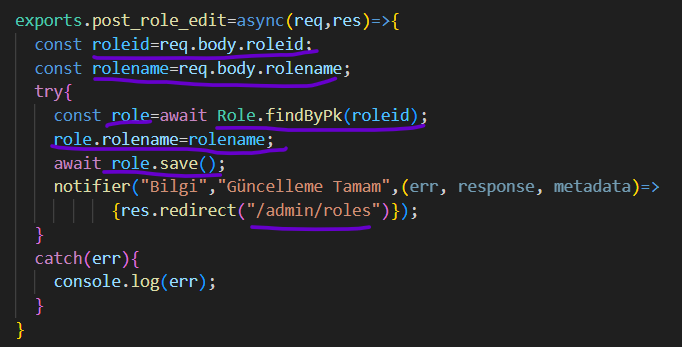 exports.post_role_edit=async(req,res)=>{
const roleid=req.body.roleid;
const rolename=req.body.rolename;
try{
const role=await Role.findByPk(roleid);
role.rolename=rolename;
await role.save();
notifier("Bilgi","Güncelleme Tamam",(err, response, metadata)=>
{res.redirect("/admin/roles")});
}
catch(err){
console.log(err);
}
}